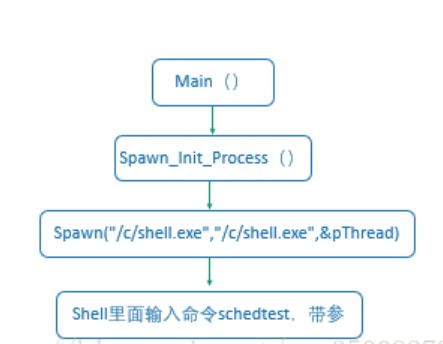 Main（）
Spawn_Init_Process（）
Spawn("/c/shell.exe","/c/shell.exe",&pThread)
Shell里面输入命令schedtest，带参